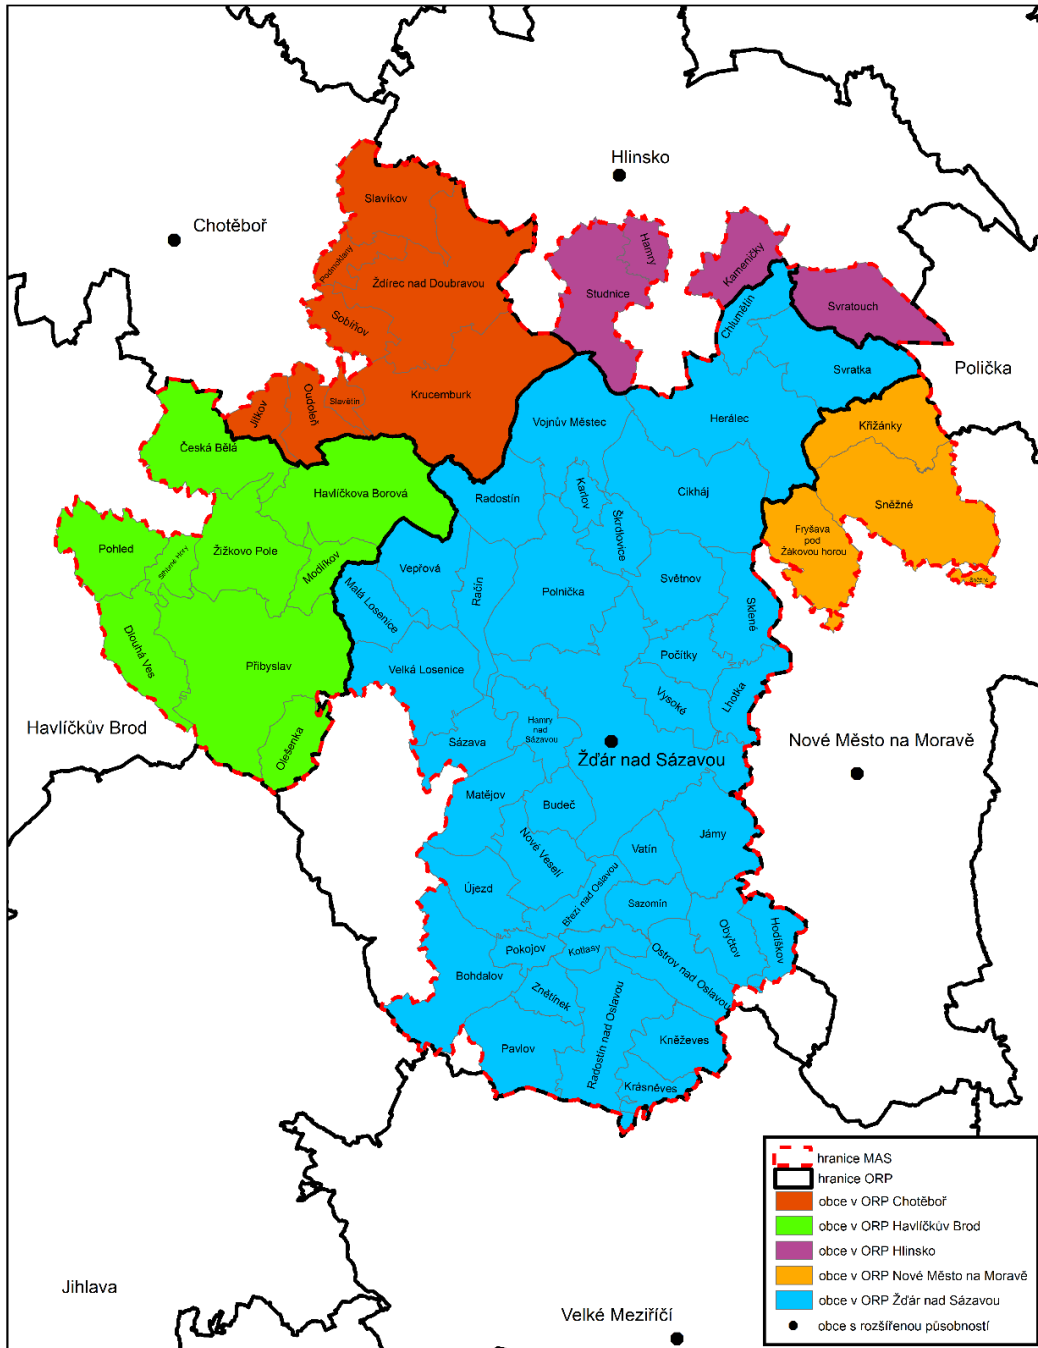 Hlinsko
Chotěboř
Slavíkov
Hamry
Kameničky
Podmoklany
Ždírec nad Doubravou
Studnice
Svratouch
Sobíňov
Chlumětín
Polička
Svratka
Krucemburk
Slavětín
Oudoleň
Jitkov
Vojnův Městec
Herálec
Křižánky
Česká Bělá
Havlíčkova Borová
Radostín
Karlov
Cikháj
Sněžné
Škrdlovice
Fryšava
pod
Žákovou horou
Pohled
Stříbrné Hory
Žižkovo Pole
Modlíkov
Vepřová
Račín
Polnička
Světnov
Sklené
Malá Losenice
Dlouhá Ves
Přibyslav
Velká Losenice
Počítky
Vysoké
Lhotka
Havlíčkův Brod
Olešenka
Sázava
Hamry
nad
Sázavou
Žďár nad Sázavou
Nové Město na Moravě
Matějov
Budeč
Nové Veselí
Vatín
Jámy
Újezd
Březí nad Oslavou
Sazomín
Obyčtov
Hodíškov
Pokojov
Kotlasy
Ostrov nad Oslavou
Bohdalov
Znětínek
Radostín nad Oslavou
Pavlov
Kněževes
Krásněves
Jihlava
Velké Meziříčí
hranice MAS
hranice ORP
obce v ORP Chotěboř
obce v ORP Havlíčkův Brod
obce v ORP Hlinsko
obce v ORP Nové Město na Moravě
obce v ORP Žďár nad Sázavou
obce s rozšířenou působností